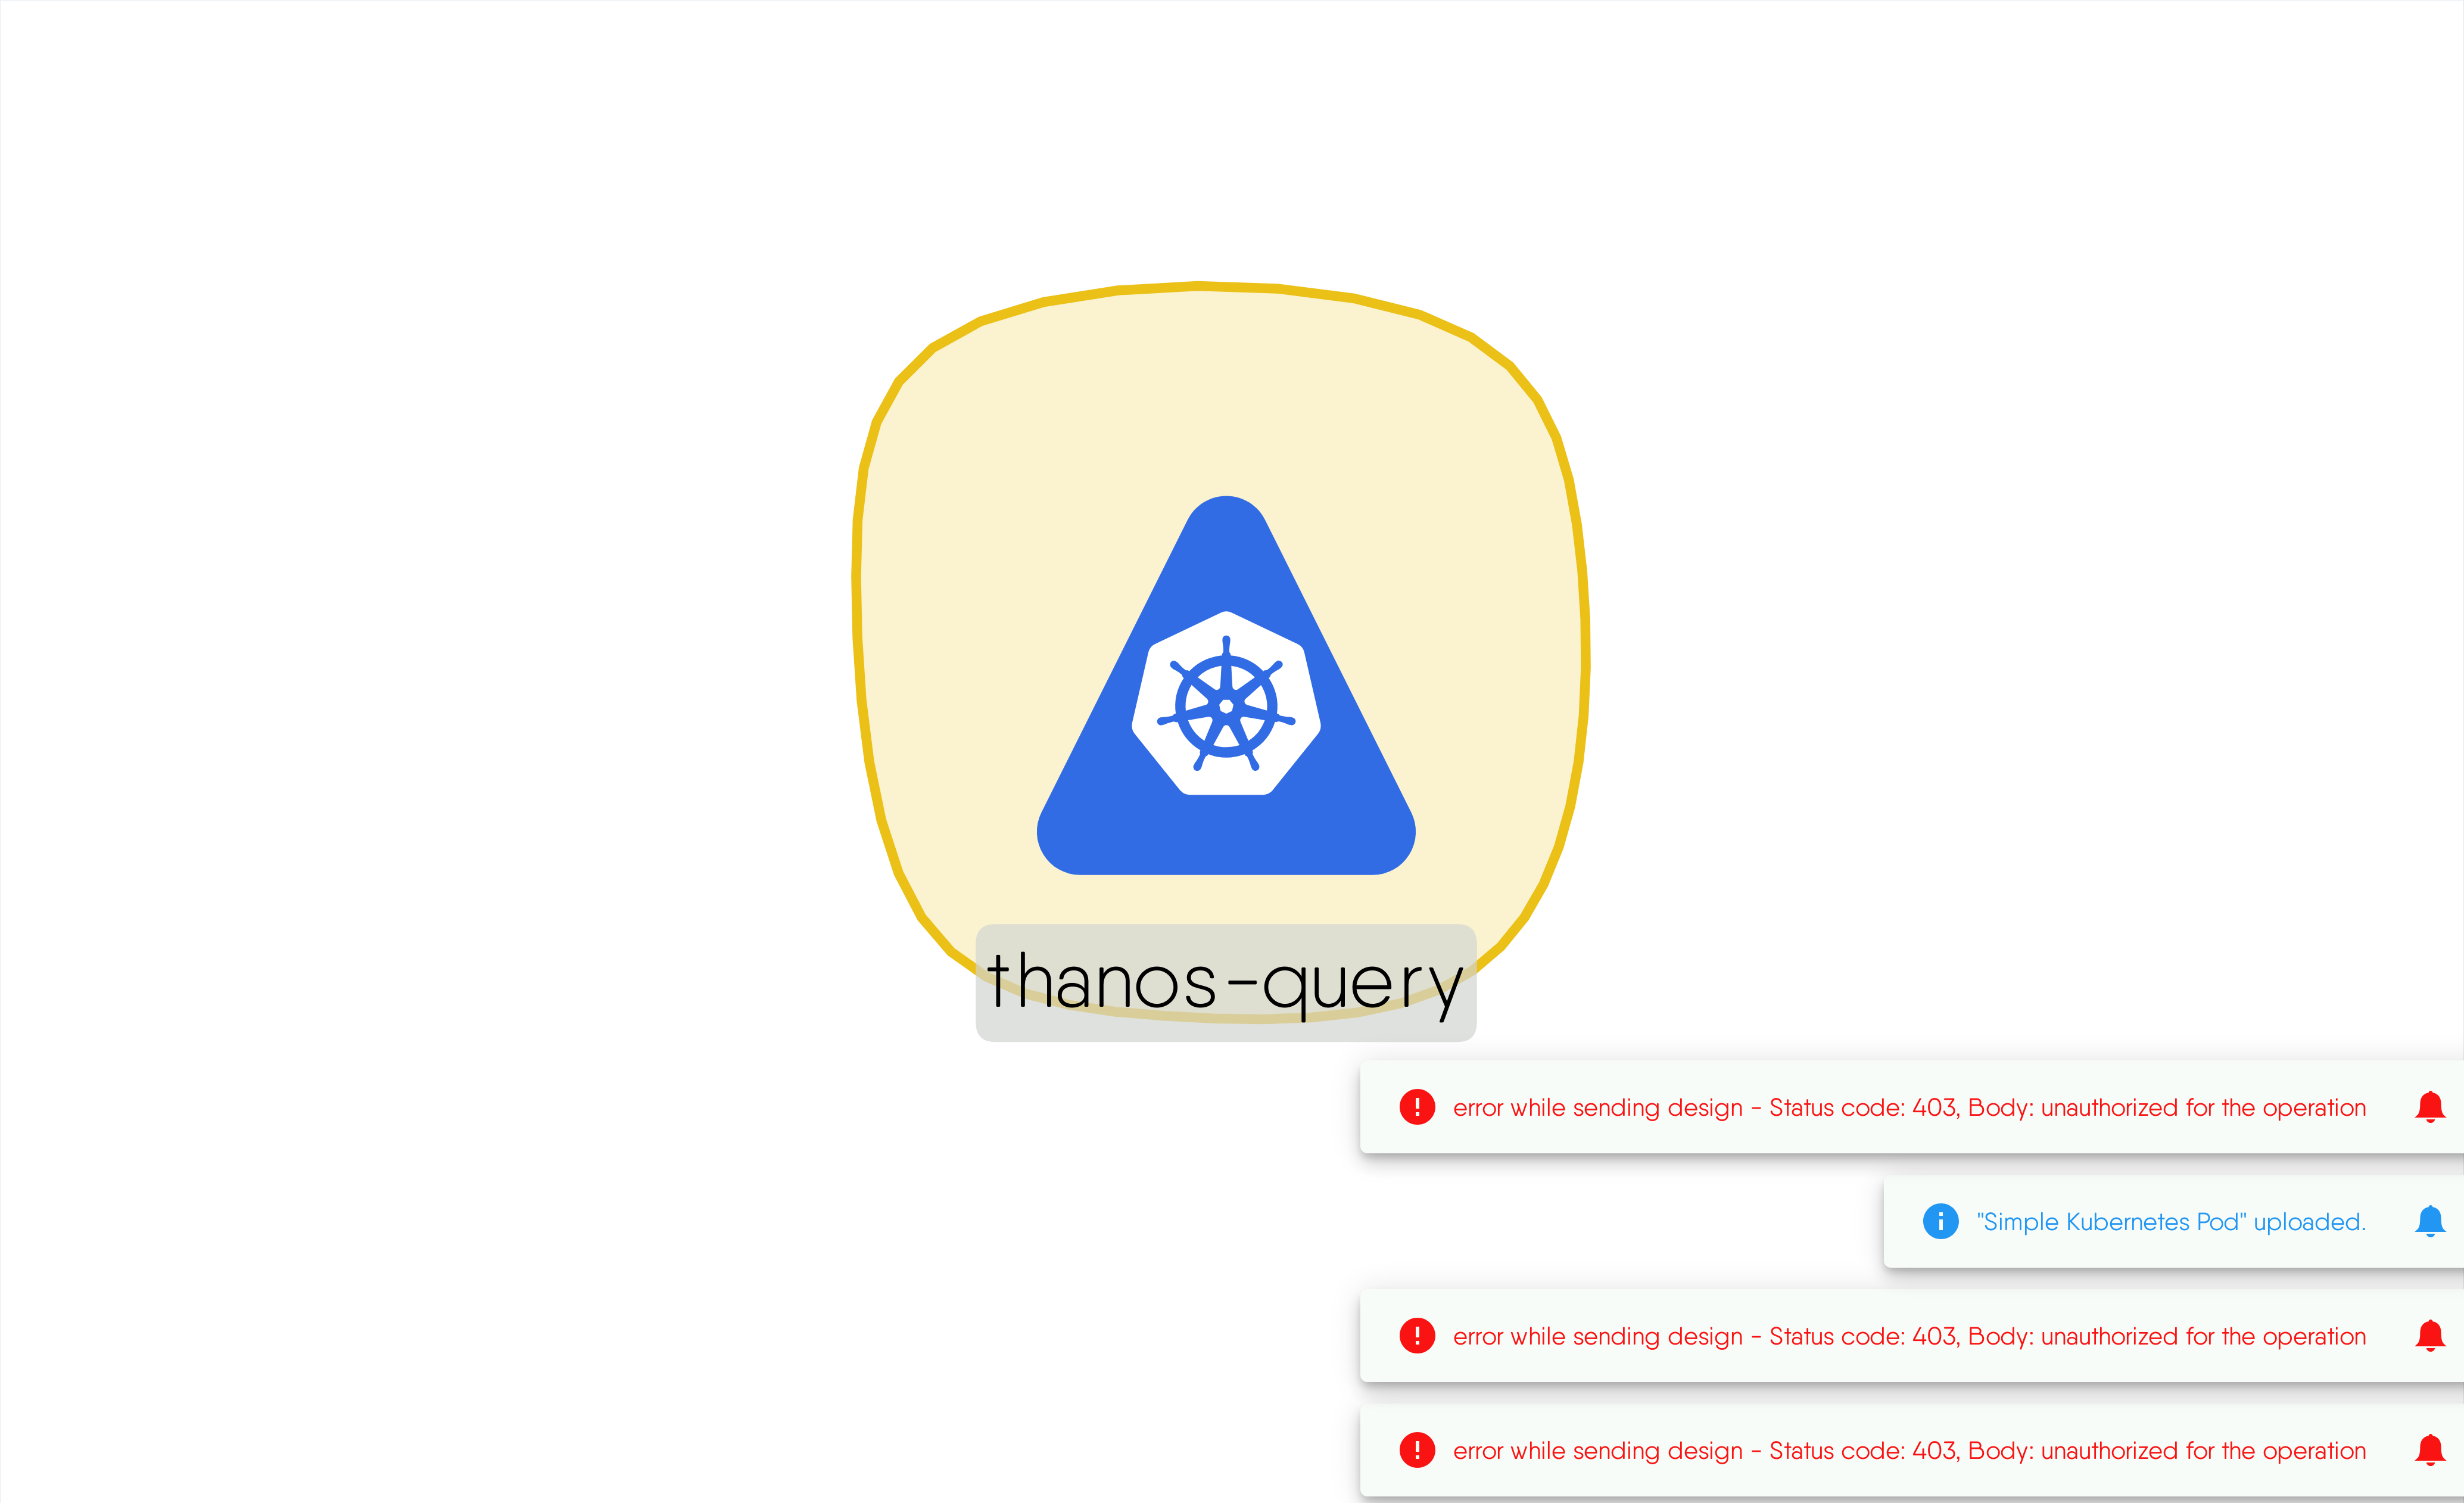 thanos-query
error while sending design - Status code: 403, Body: unauthorized for the operation
"Simple Kubernetes Pod" uploaded.
error while sending design - Status code: 403, Body: unauthorized for the operation
error while sending design - Status code: 403, Body: unauthorized for the operation